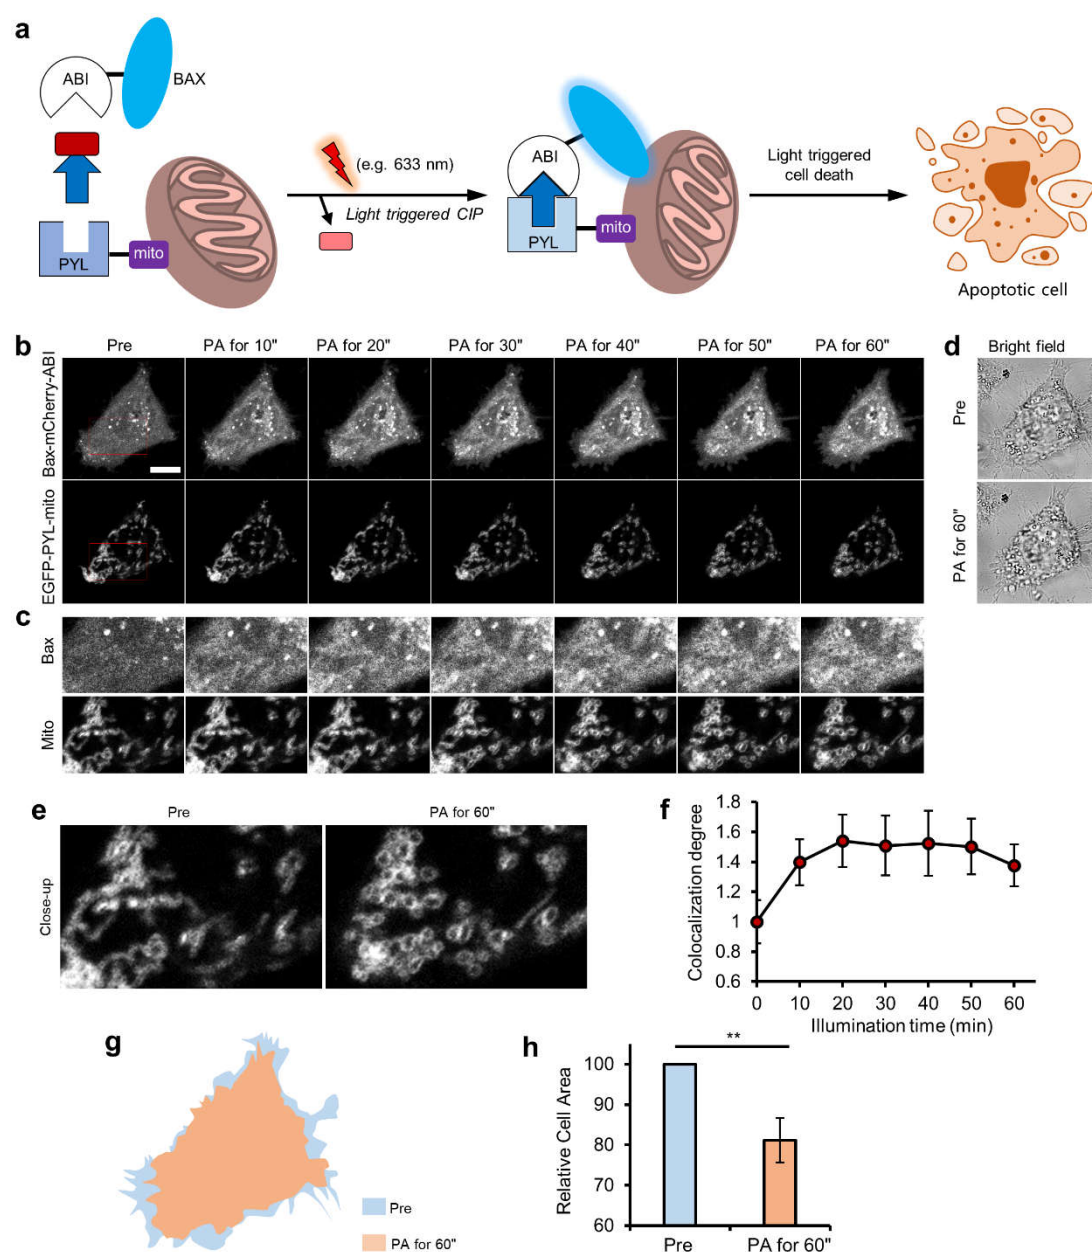 a
ABI
BAX
PYL
mito
(e.g. 633 nm)
Light triggered CIP
ABI
PYL
mito
Light triggered
cell death
Apoptotic cell
b
Pre
PA for 10"
PA for 20"
PA for 30"
PA for 40"
PA for 50"
PA for 60"
Bax-mCherry-ABI
EGFP-PYL-mito
c
Bax
Mito
d
Bright field
Pre
PA for 60"
e
Pre
PA for 60"
Close-up
f
Colocalization degree
1.8
1.6
1.4
1.2
1
0.8
0.6
0 10 20 30 40 50 60
Illumination time (min)
g
Pre
PA for 60"
h
**
Relative Cell Area
100
90
80
70
60
Pre PA for 60"